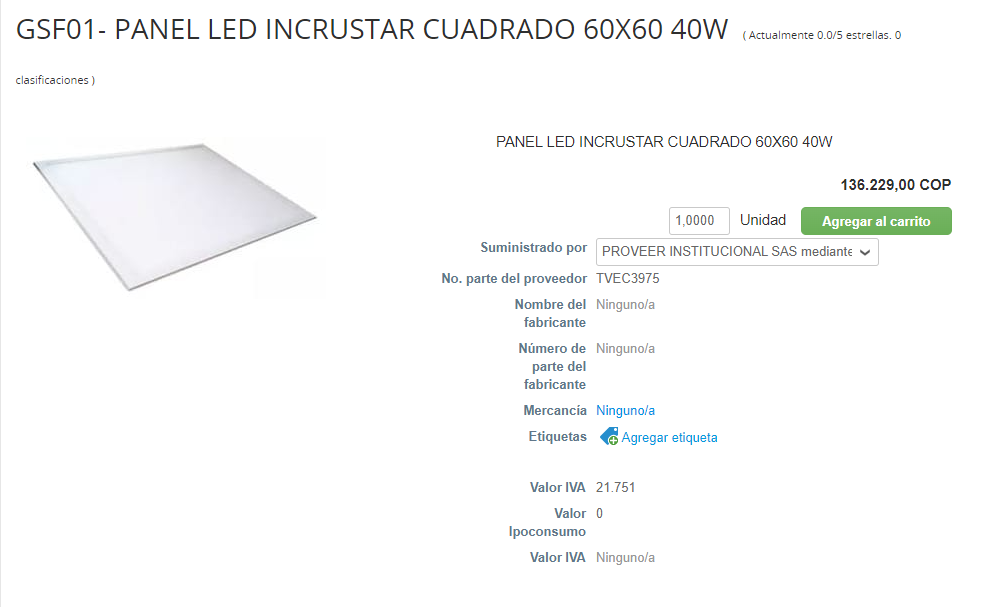 GSF01- PANEL LED INCRUSTAR CUADRADO 60X60 40W ( Actualmente 0.0/5 estrellas. 0
clasificaciones )
PANEL LED INCRUSTAR CUADRADO 60X60 40W
136.229,00 COP
1,0000 Unidad Agregar al carrito
Suministrado por PROVEER INSTITUCIONAL SAS mediante
No. parte del proveedor TVEC3975
Nombre del Ninguno/a
fabricante
Número de Ninguno/a
parte del
fabricante
Mercancía Ninguno/a
Etiquetas Agregar etiqueta
Valor IVA 21.751
Valor 0
Ipoconsumo
Valor IVA Ninguno/a